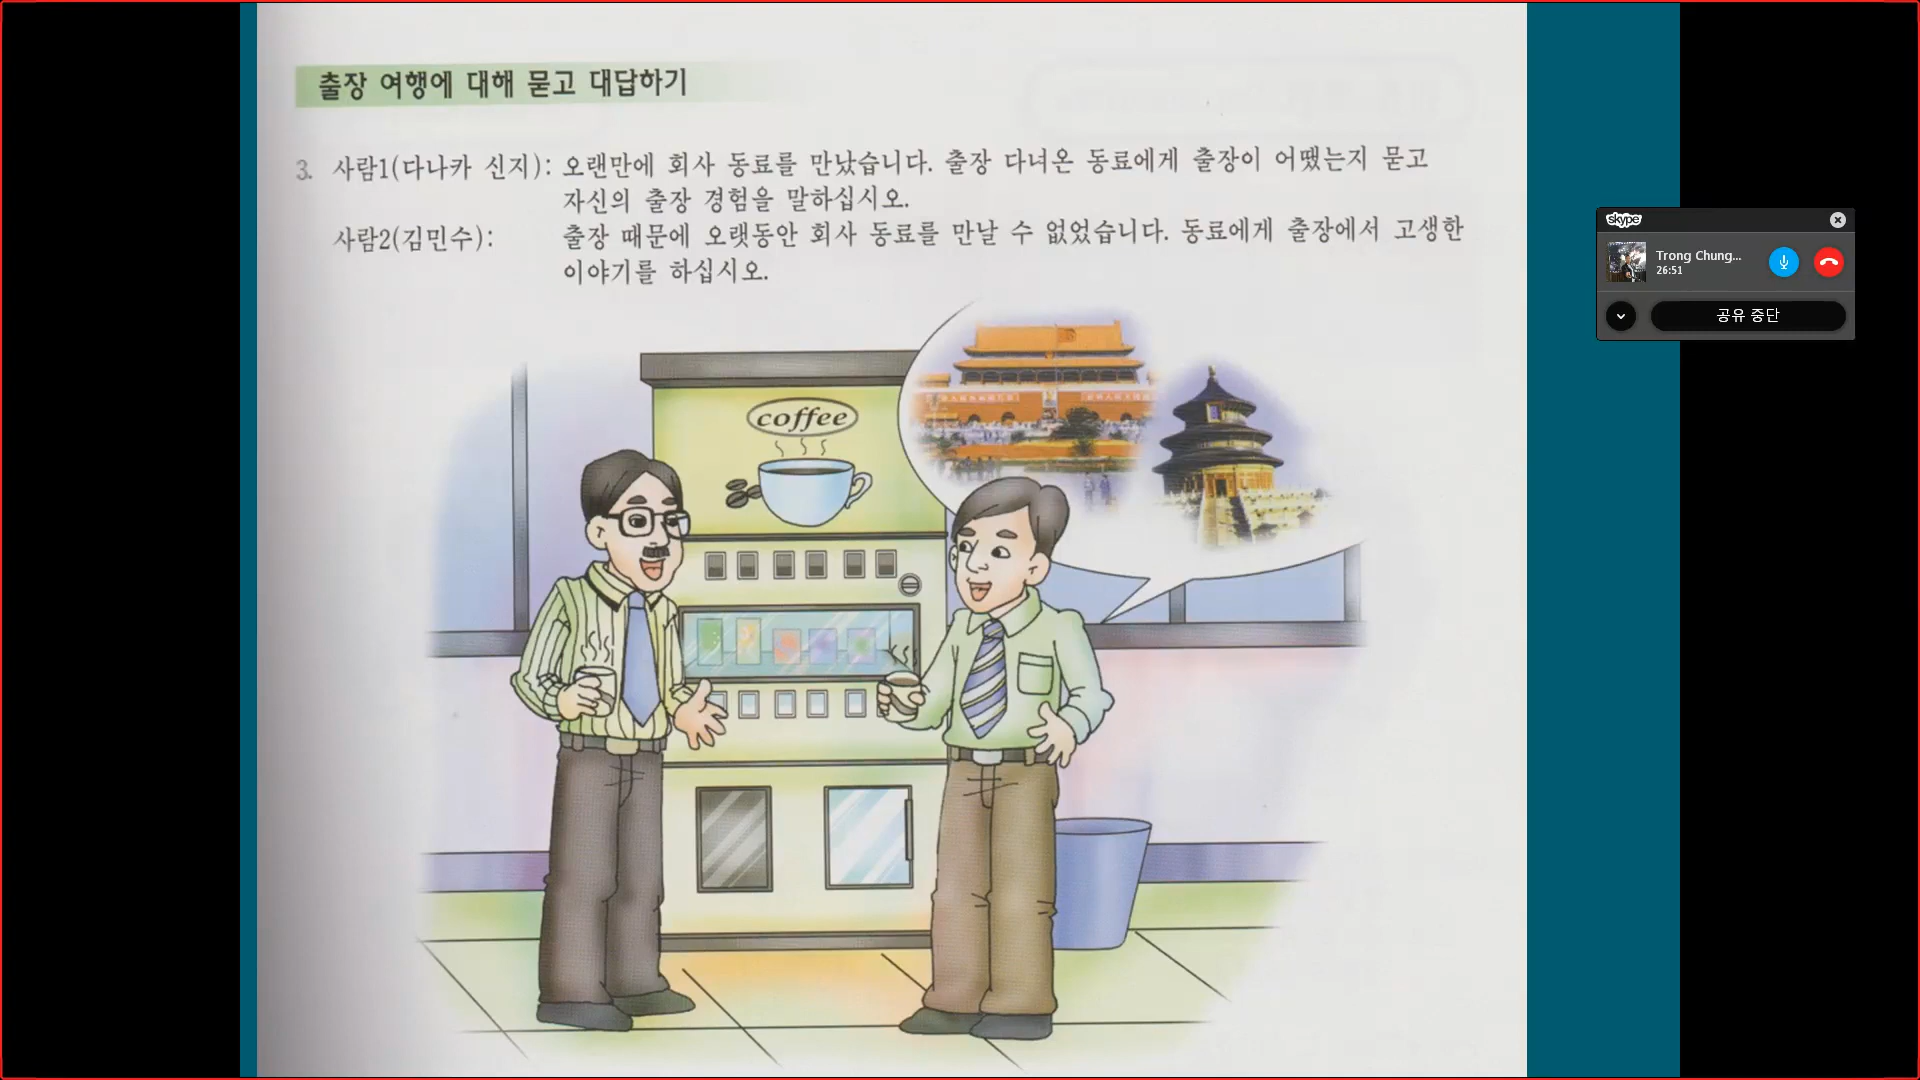 출장 여행에 대해 묻고 대답하기
3. 사람1(다나카 신지): 오랜만에 회사 동료를 만났습니다. 출장 다녀온 동료에게 출장이 어땠는지 묻고
자신의 출장 경험을 말하십시오.
사람2(김민수): 출장 때문에 오랫동안 회사 동료를 만날 수 없었습니다. 동료에게 출장에서 고생한
이야기를 하십시오.
coffee
skype
Trong Chung...
26:51
공유 중단